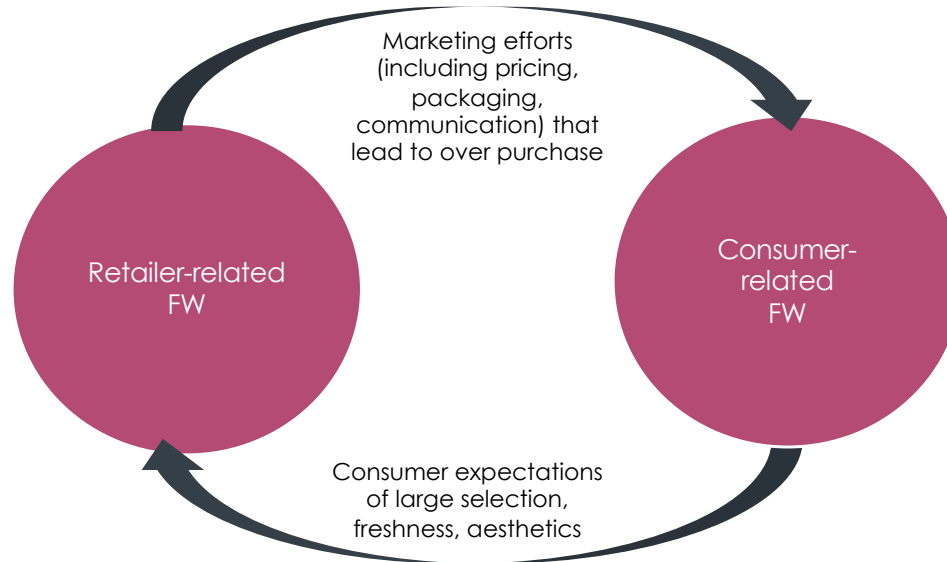 Marketing efforts
(including pricing,
packaging,
communication) that
lead to over purchase
Retailer-related
FW
Consumer-
related
FW
Consumer expectations
of large selection,
freshness, aesthetics